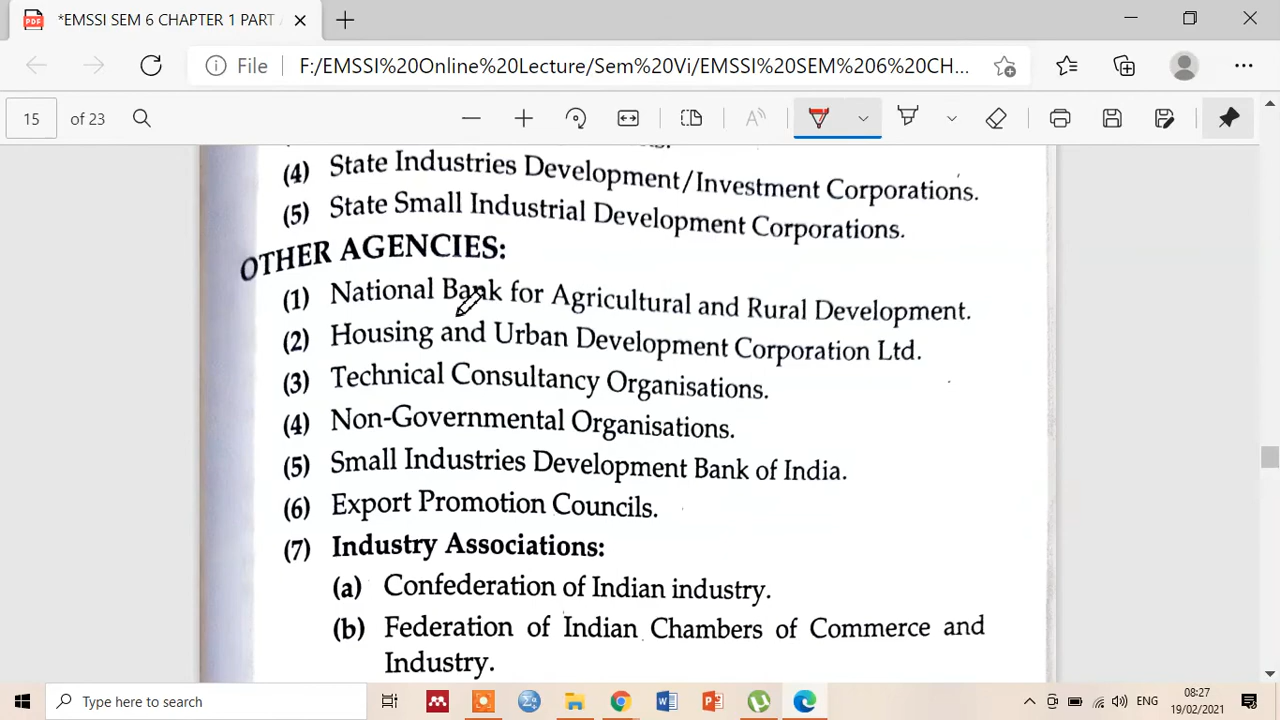 *EMSSI SEM 6 CHAPTER 1 PART
File F:/EMSSI%20Online%20Lecture/Sem%20Vi/EMSSI%20SEM%206%20CH...
15 of 23
(4) State Industries Development/Investment Corporations.
(5) State Small Industrial Development Corporations.
OTHER AGENCIES:
(1) National Bank for Agricultural and Rural Development.
(2) Housing and Urban Development Corporation Ltd.
(3) Technical Consultancy Organisations.
(4) Non-Governmental Organisations.
(5) Small Industries Development Bank of India.
(6) Export Promotion Councils.
(7) Industry Associations:
(a) Confederation of Indian industry.
(b) Federation of Indian Chambers of Commerce and
Industry.
Type here to search
ENG
08:27
19/02/2021